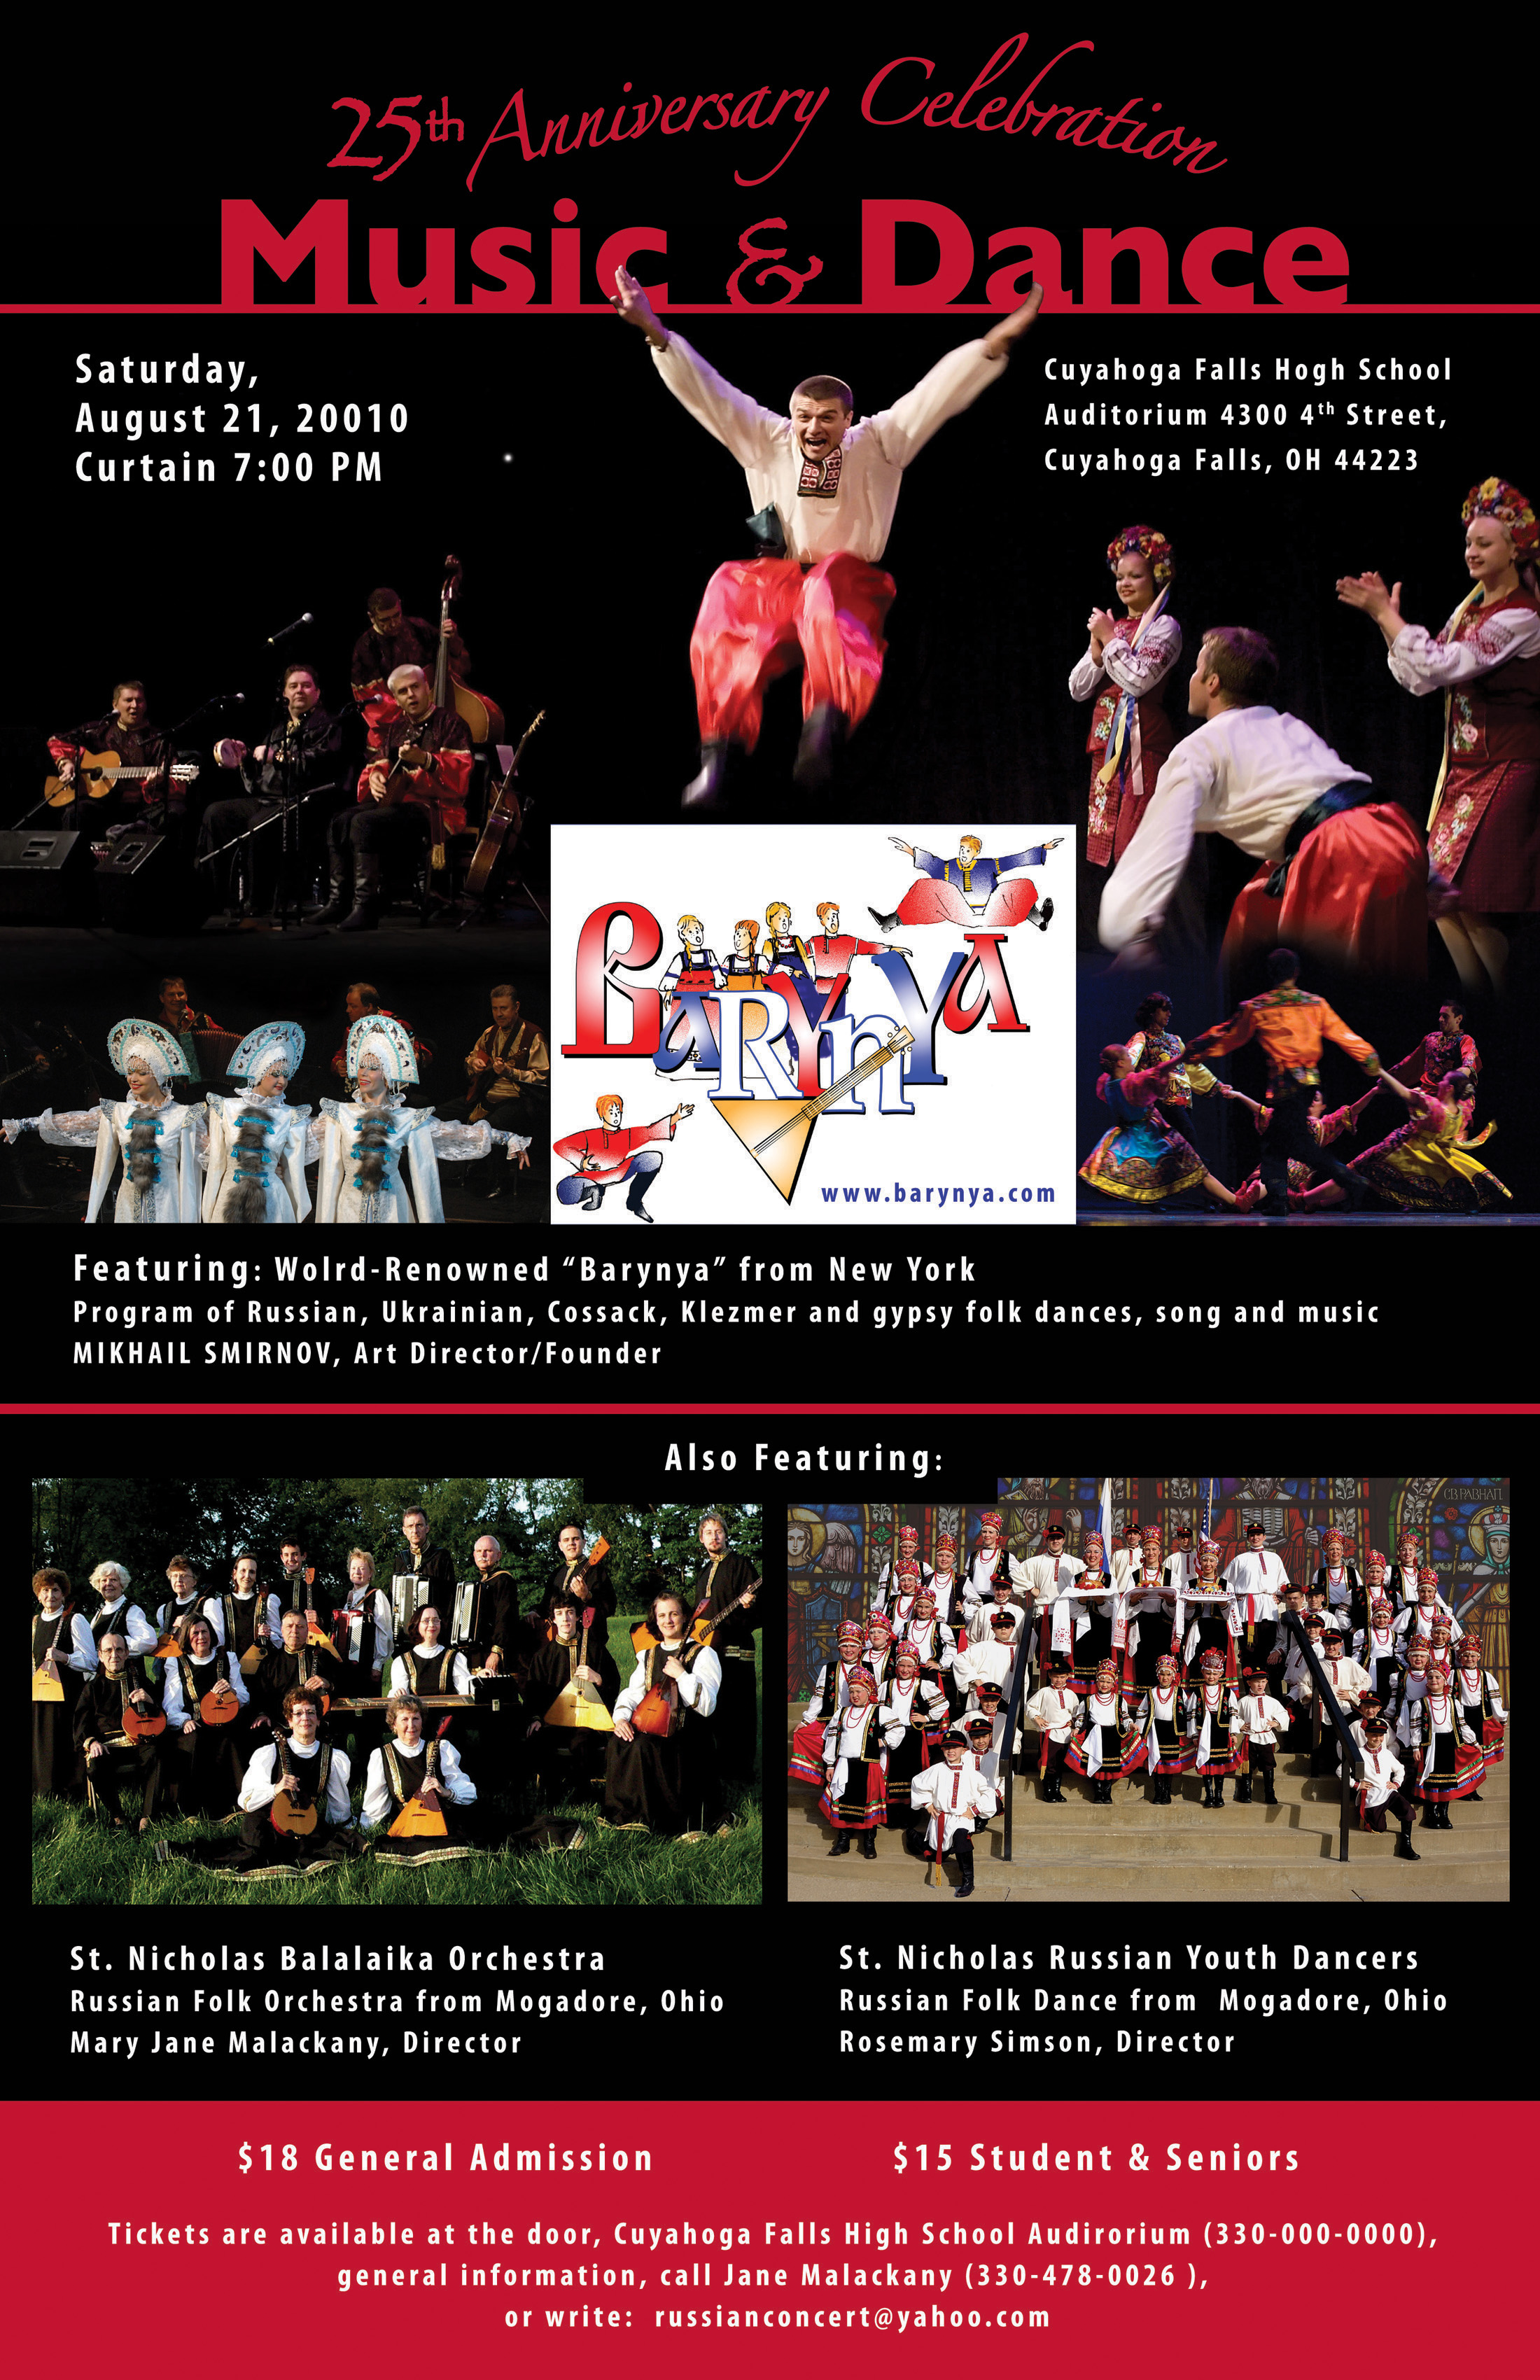 25th Anniversary Celebration
Music & Dance
Saturday,
August 21, 20010
Curtain 7:00 PM
Cuyahoga Falls Hogh School
Auditorium 4300 4th Street,
Cuyahoga Falls, OH 44223
BARYNYA
www.barynya.com
Featuring: Wolrd-Renowned “Barynya” from New York
Program of Russian, Ukrainian, Cossack, Klezmer and gypsy folk dances, song and music
MIKHAIL SMIRNOV, Art Director/Founder
Also Featuring:
St. Nicholas Balalaika Orchestra
Russian Folk Orchestra from Mogadore, Ohio
Mary Jane Malackany, Director
St. Nicholas Russian Youth Dancers
Russian Folk Dance from Mogadore, Ohio
Rosemary Simson, Director
$18 General Admission
$15 Student & Seniors
Tickets are available at the door, Cuyahoga Falls High School Audirorium (330-000-0000),
general information, call Jane Malackany (330-478-0026 ),
or write: russianconcert@yahoo.com